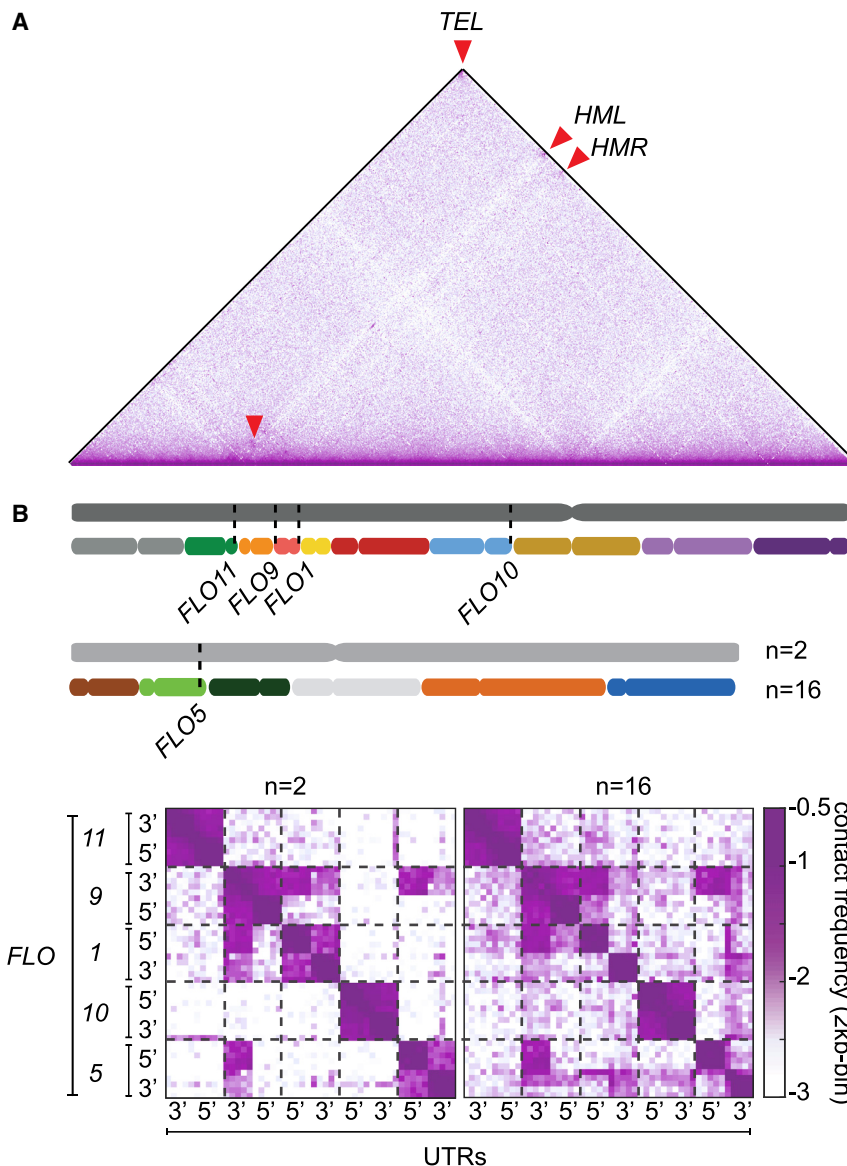 A
TEL
HML
HMR
B
FLO11
FLO9
FLO1
FLO10
n=2
n=16
FLO5
n=2
n=16
FLO
11
3'
5'
9
3'
5'
1
5'
3'
10
5'
3'
5
5'
3'
3' 5' 3' 5' 5' 3' 5' 3' 5' 3'
3' 5' 3' 5' 5' 3' 5' 3' 5' 3'
UTRs
-0.5
-1
-2
-3
contact frequency (2kb-bin)